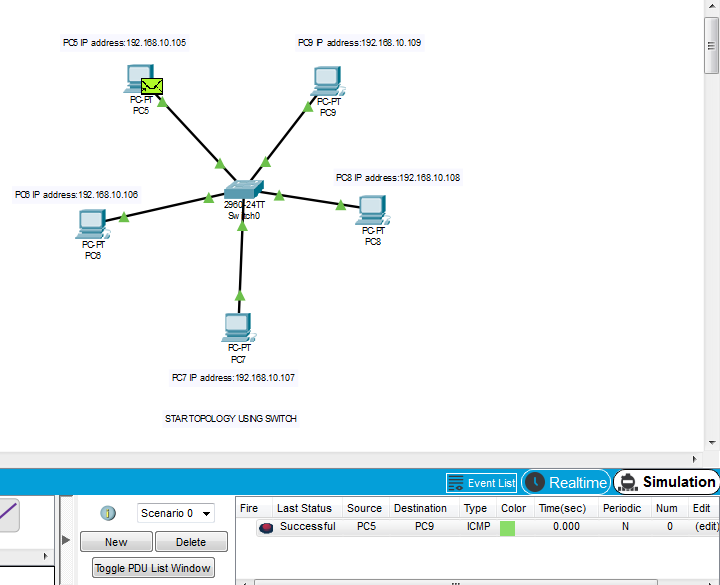 PC5 IP address:192.168.10.105
PC9 IP address:192.168.10.109
PC-PT
PC5
PC-PT
PC9
PC8 IP address:192.168.10.108
PC6 IP address:192.168.10.106
2960-24TT
Switch0
PC-PT
PC6
PC-PT
PC8
PC-PT
PC7
PC7 IP address:192.168.10.107
STAR TOPOLOGY USING SWITCH
Event List Realtime Simulation
Scenario 0
New Delete
Toggle PDU List Window
Fire Last Status Source Destination Type Color Time(sec) Periodic Num Edit
Successful PC5 PC9 ICMP 0.000 N 0 (edit)